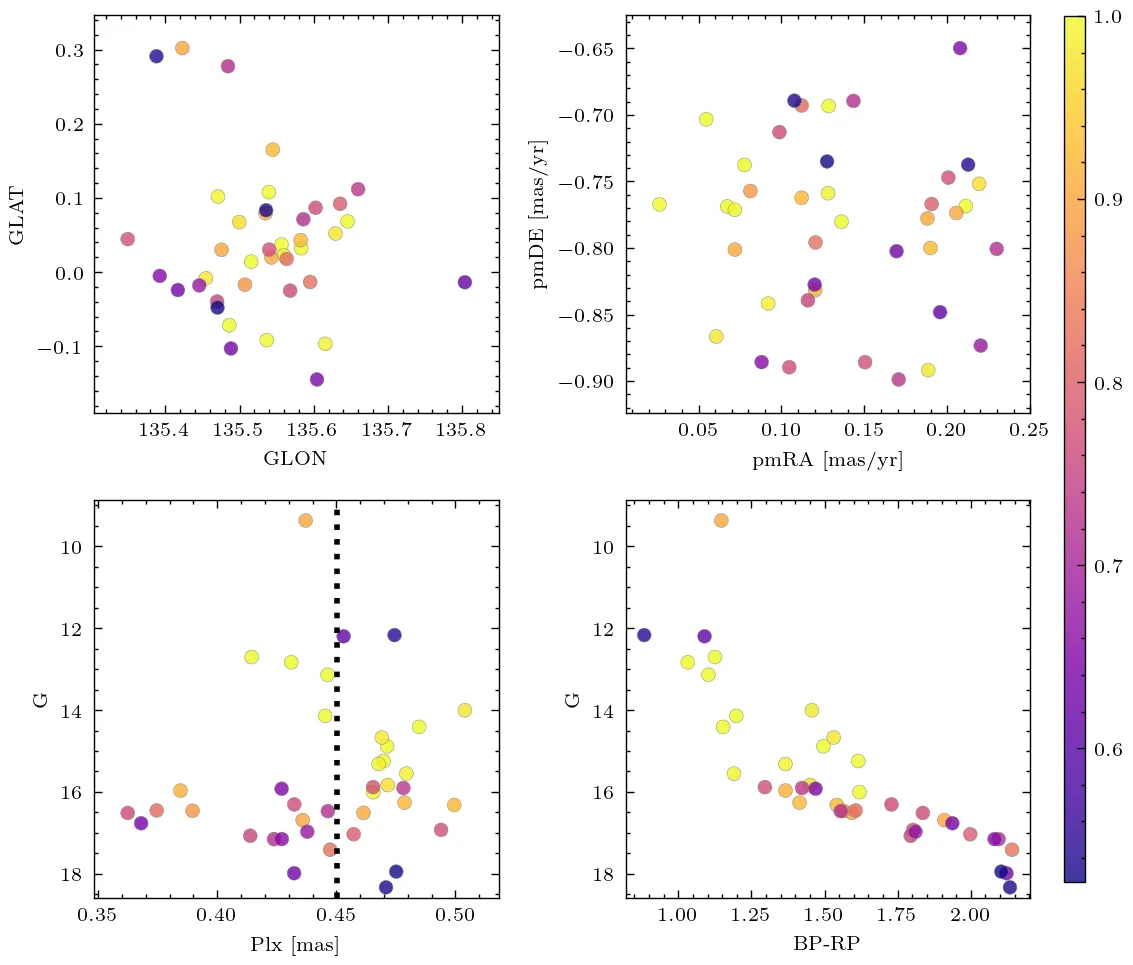 0.3
0.2
0.1
0.0
−0.1
GLAT
135.4 135.5 135.6 135.7 135.8
GLON
−0.65
−0.70
−0.75
−0.80
−0.85
−0.90
pmDE [mas/yr]
0.05 0.10 0.15 0.20 0.25
pmRA [mas/yr]
10
12
14
16
18
G
0.35 0.40 0.45 0.50
Plx [mas]
10
12
14
16
18
G
1.00 1.25 1.50 1.75 2.00
BP-RP
1.0
0.9
0.8
0.7
0.6